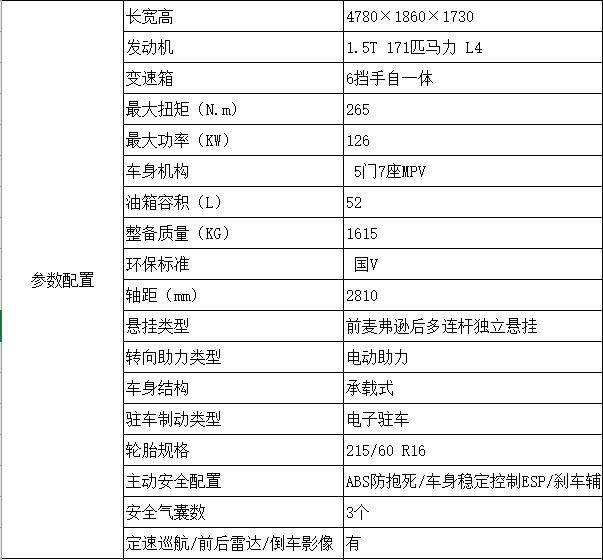 长宽高 4780×1860×1730
发动机 1.5T 171匹马力 L4
变速箱 6挡手自一体
最大扭矩（N.m） 265
最大功率（KW） 126
车身机构 5门7座MPV
油箱容积（L） 52
整备质量（KG） 1615
环保标准 国V
参数配置
轴距（mm） 2810
悬挂类型 前麦弗逊后多连杆独立悬挂
转向助力类型 电动助力
车身结构 承载式
驻车制动类型 电子驻车
轮胎规格 215/60 R16
主动安全配置 ABS防抱死/车身稳定控制ESP/刹车辅
安全气囊数 3个
定速巡航/前后雷达/倒车影像 有